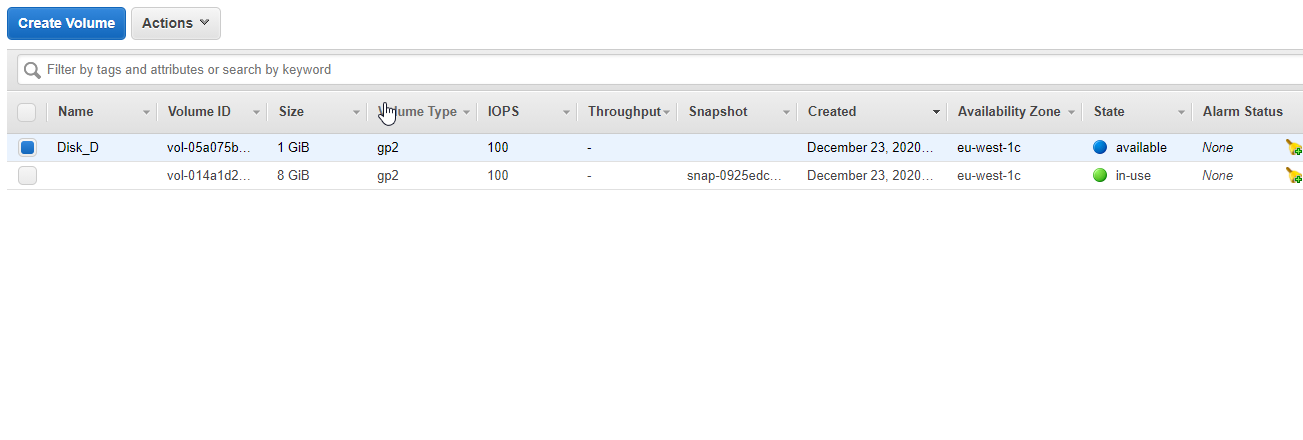 Create Volume Actions
Filter by tags and attributes or search by keyword
Name Volume ID Size Volume Type IOPS Throughput Snapshot Created Availability Zone State Alarm Status
Disk_D vol-05a075b... 1 GiB gp2 100 - December 23, 2020... eu-west-1c available None
vol-014a1d2... 8 GiB gp2 100 - snap-0925edc... December 23, 2020... eu-west-1c in-use None